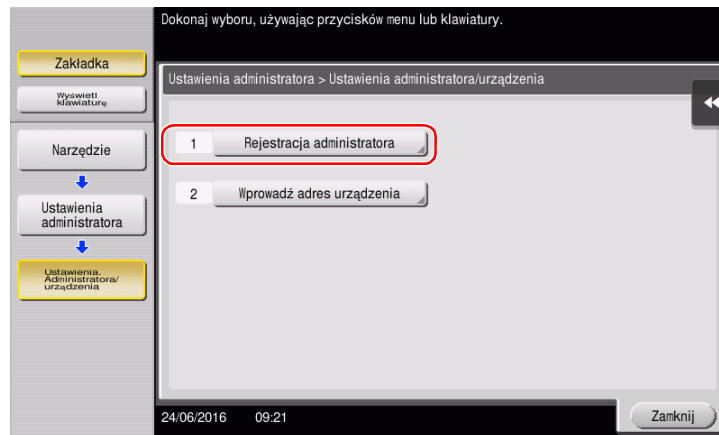 Dokonaj wyboru, używając przycisków menu lub klawiatury.
Zakładka
Wyświetl
klawiaturę
Ustawienia administratora > Ustawienia administratora/urządzenia
Narzędzie
1 Rejestracja administratora
Ustawienia
administratora
2 Wprowadź adres urządzenia
Ustawienia.
Administratora/
urządzenia
24/06/2016 09:21
Zamknij